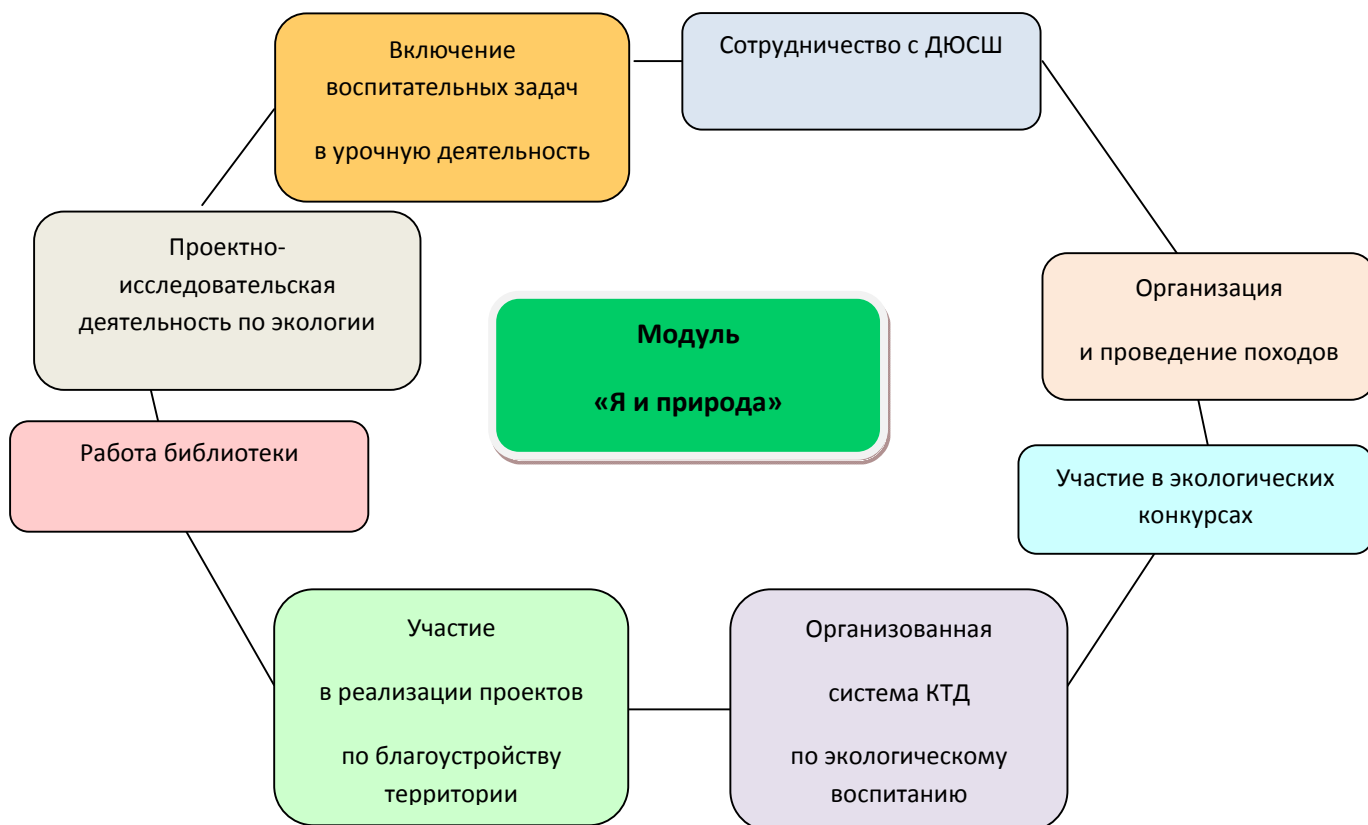 Включение
воспитательных задач
в урочную деятельность
Сотрудничество с ДЮСШ
Проектно-
исследовательская
деятельность по экологии
Организация
и проведение походов
Модуль
«Я и природа»
Работа библиотеки
Участие в экологических
конкурсах
Участие
в реализации проектов
по благоустройству
территории
Организованная
система КТД
по экологическому
воспитанию